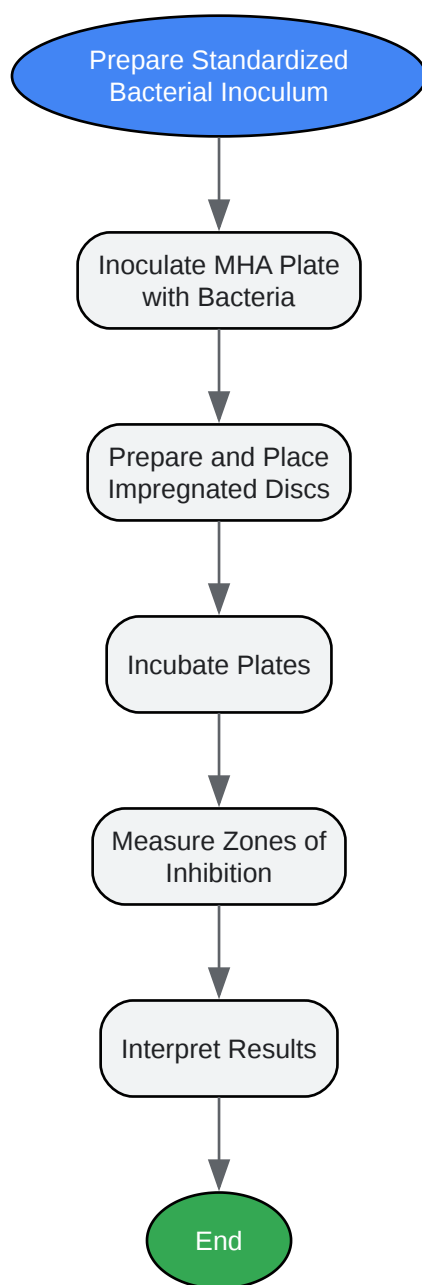 Prepare Standardized
Bacterial Inoculum
Inoculate MHA Plate
with Bacteria
Prepare and Place
Impregnated Discs
Incubate Plates
Measure Zones of
Inhibition
Interpret Results
End